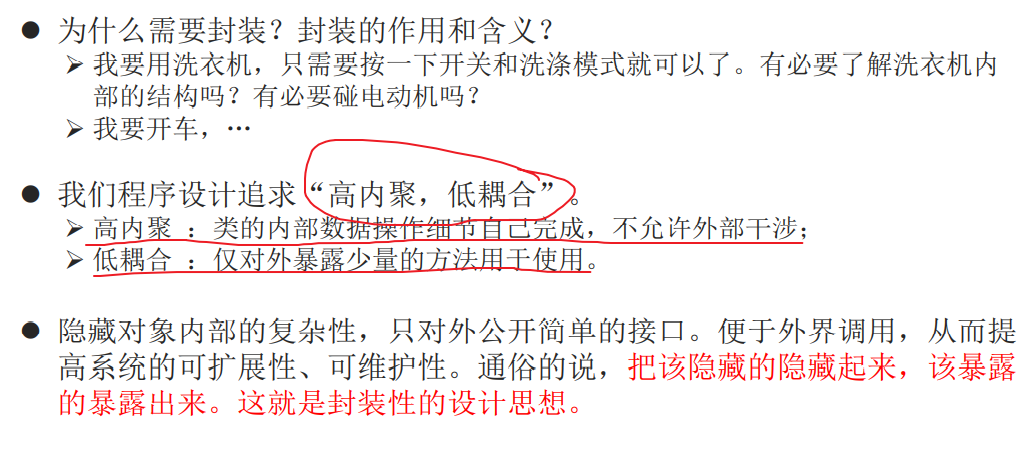 ● 为什么需要封装？封装的作用和含义？
➢ 我要用洗衣机，只需要按一下开关和洗涤模式就可以了。有必要了解洗衣机内
部的结构吗？有必要碰电动机吗？
➢ 我要开车，…
● 我们程序设计追求“高内聚，低耦合”。
➢ 高内聚 ：类的内部数据操作细节自己完成，不允许外部干涉；
➢ 低耦合 ：仅对外暴露少量的方法用于使用。
● 隐藏对象内部的复杂性，只对外公开简单的接口。便于外界调用，从而提
高系统的可扩展性、可维护性。通俗的说，把该隐藏的隐藏起来，该暴露
的暴露出来。这就是封装性的设计思想。